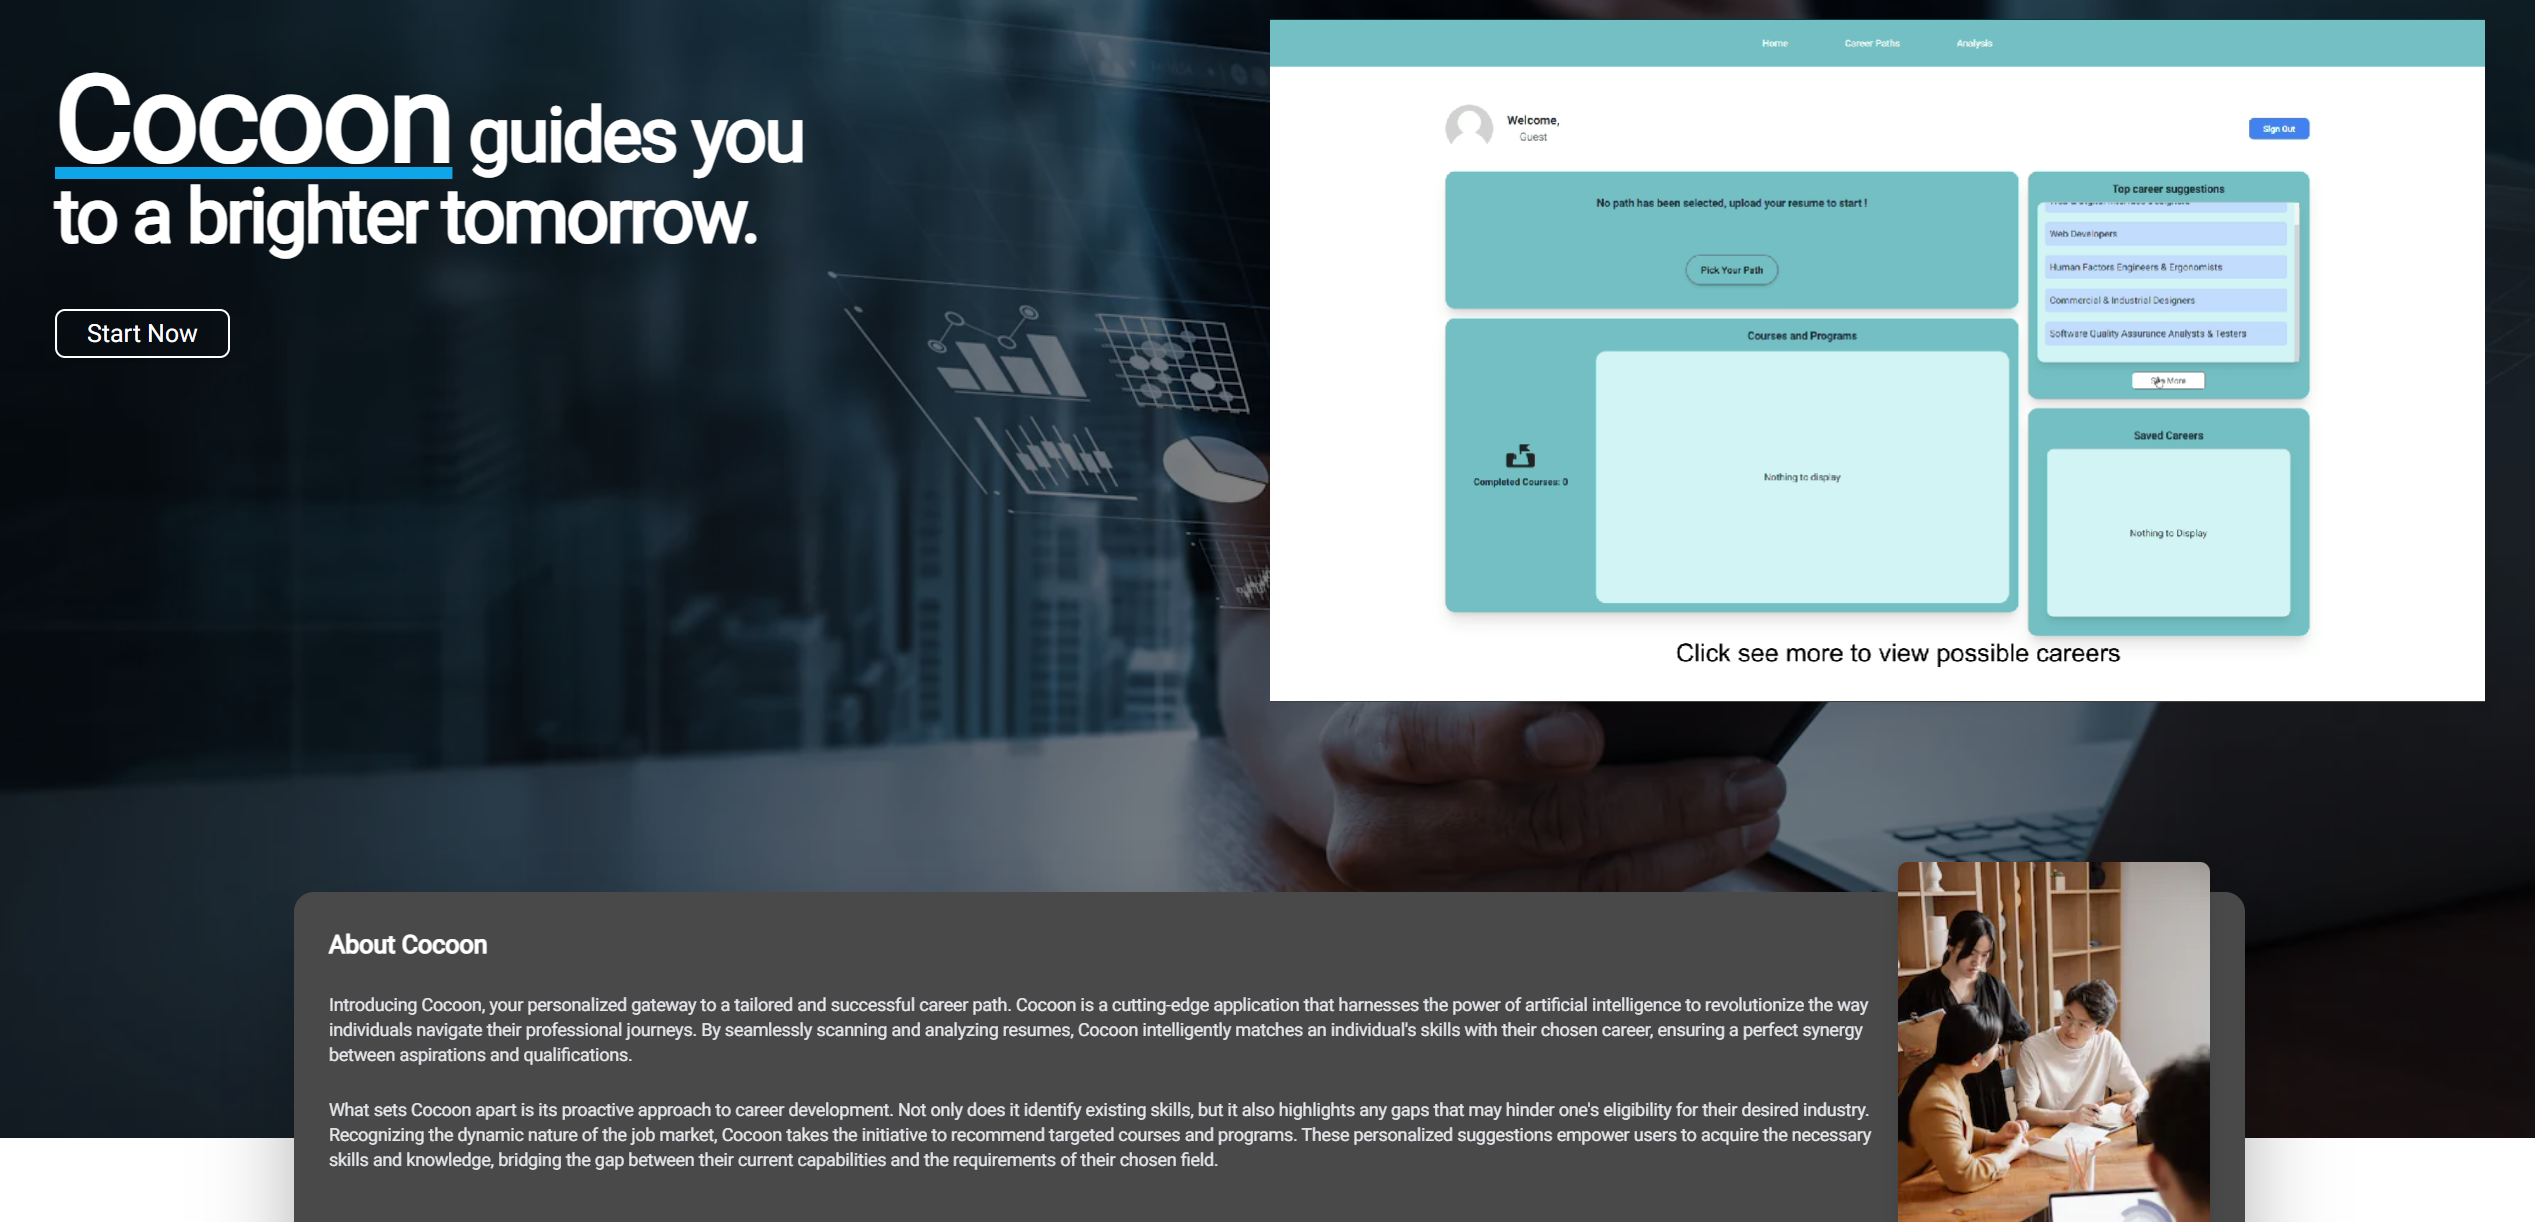 Cocoon guides you
to a brighter tomorrow.
Start Now
Home Career Paths Analysis
Welcome,
Guest
Sign Out
No path has been selected, upload your resume to start !
Pick Your Path
Top career suggestions
Web Developers
Human Factors Engineers & Ergonomists
Commercial & Industrial Designers
Software Quality Assurance Analysts & Testers
See More
Courses and Programs
Completed Courses: 0
Nothing to display
Saved Careers
Nothing to Display
Click see more to view possible careers
About Cocoon
Introducing Cocoon, your personalized gateway to a tailored and successful career path. Cocoon is a cutting-edge application that harnesses the power of artificial intelligence to revolutionize the way
individuals navigate their professional journeys. By seamlessly scanning and analyzing resumes, Cocoon intelligently matches an individual's skills with their chosen career, ensuring a perfect synergy
between aspirations and qualifications.
What sets Cocoon apart is its proactive approach to career development. Not only does it identify existing skills, but it also highlights any gaps that may hinder one's eligibility for their desired industry.
Recognizing the dynamic nature of the job market, Cocoon takes the initiative to recommend targeted courses and programs. These personalized suggestions empower users to acquire the necessary
skills and knowledge, bridging the gap between their current capabilities and the requirements of their chosen field.